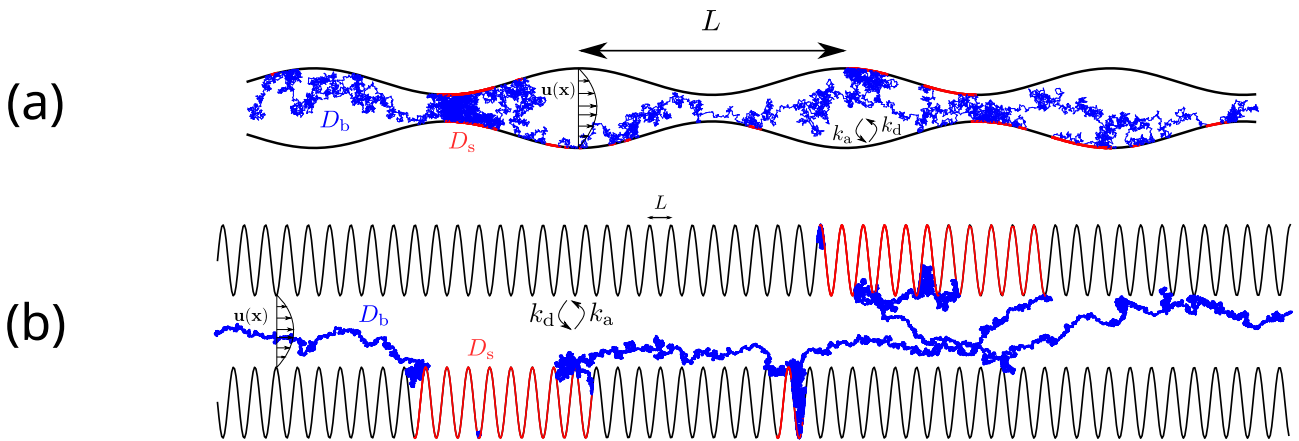 L
(a)
u(x)
D_b
D_s
k_a
k_d
L
(b)
u(x)
D_b
k_d
k_a
D_s